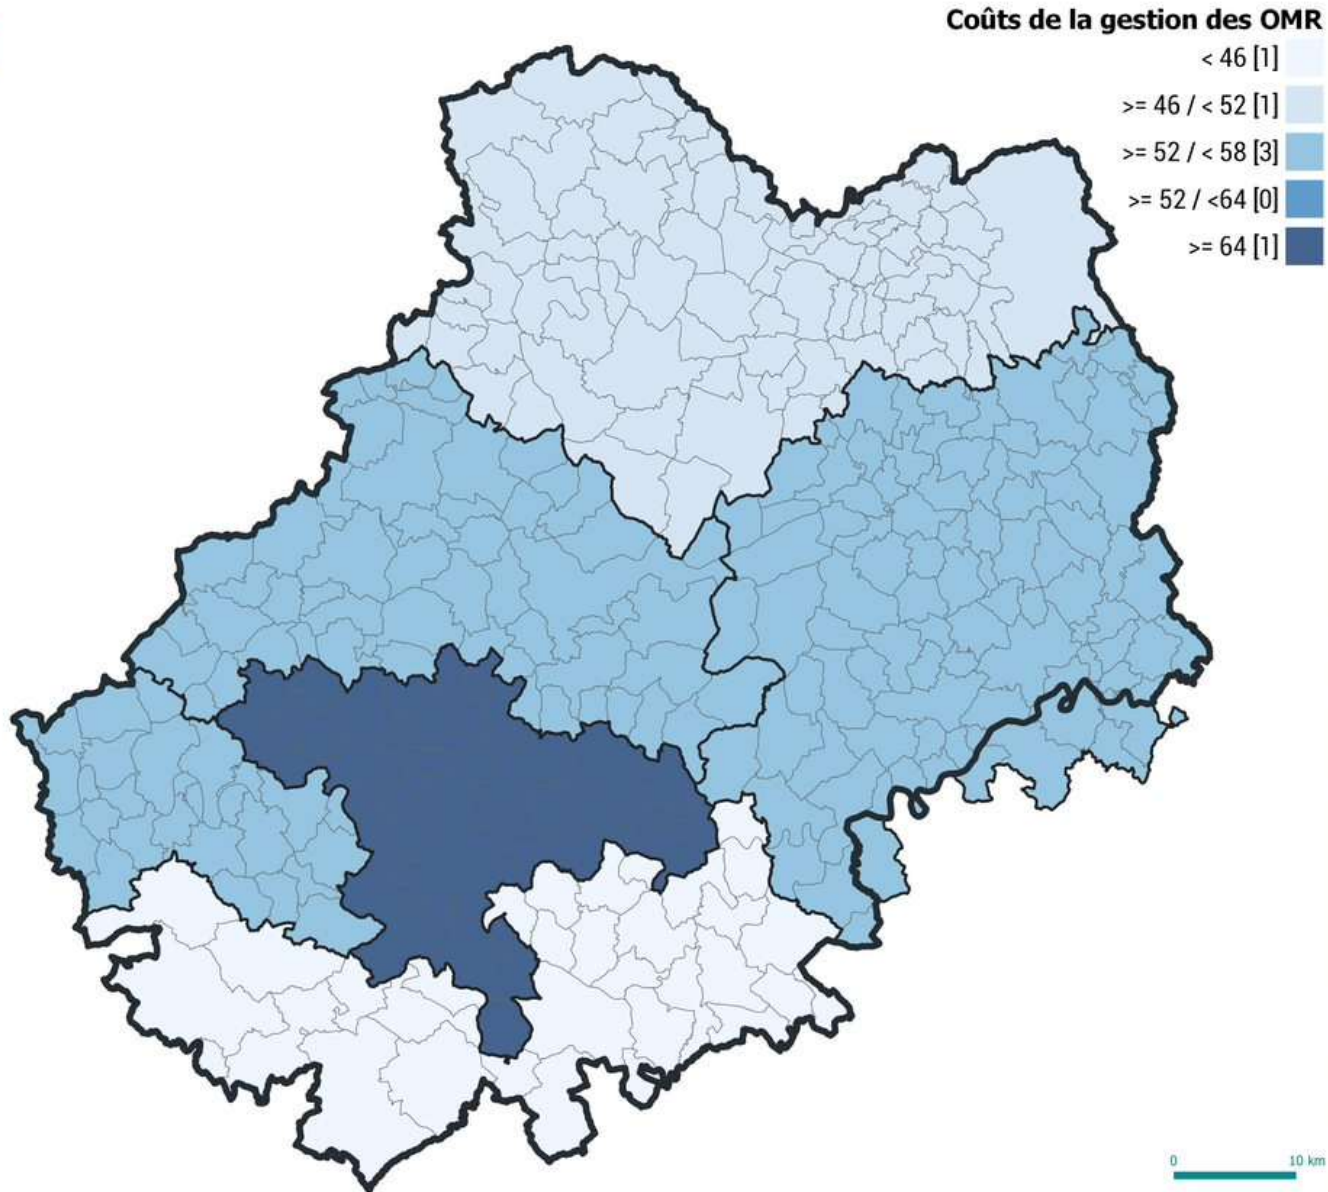 Coûts de la gestion des OMR
< 46 [1]
>= 46 / < 52 [1]
>= 52 / < 58 [3]
>= 52 / <64 [0]
>= 64 [1]
0 10 km